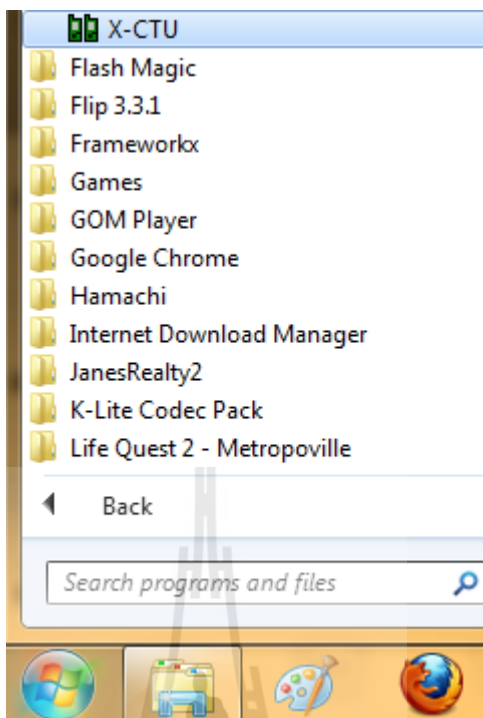 X-CTU
Flash Magic
Flip 3.3.1
Frameworkx
Games
GOM Player
Google Chrome
Hamachi
Internet Download Manager
JanesRealty2
K-Lite Codec Pack
Life Quest 2 - Metropoville
Back
Search programs and files